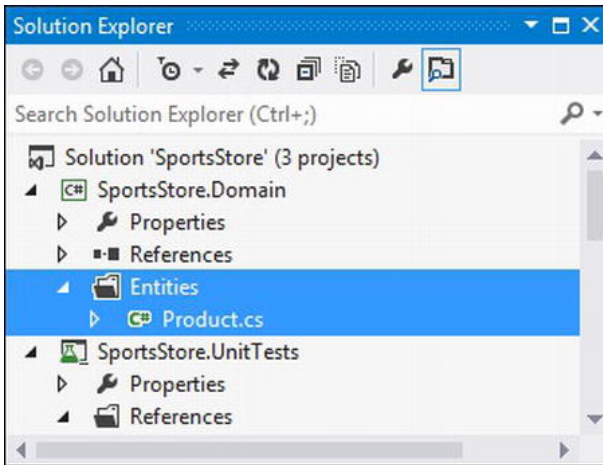 Solution Explorer
Search Solution Explorer (Ctrl+;)
Solution 'SportsStore' (3 projects)
C# SportsStore.Domain
Properties
References
Entities
C# Product.cs
SportsStore.UnitTests
Properties
References